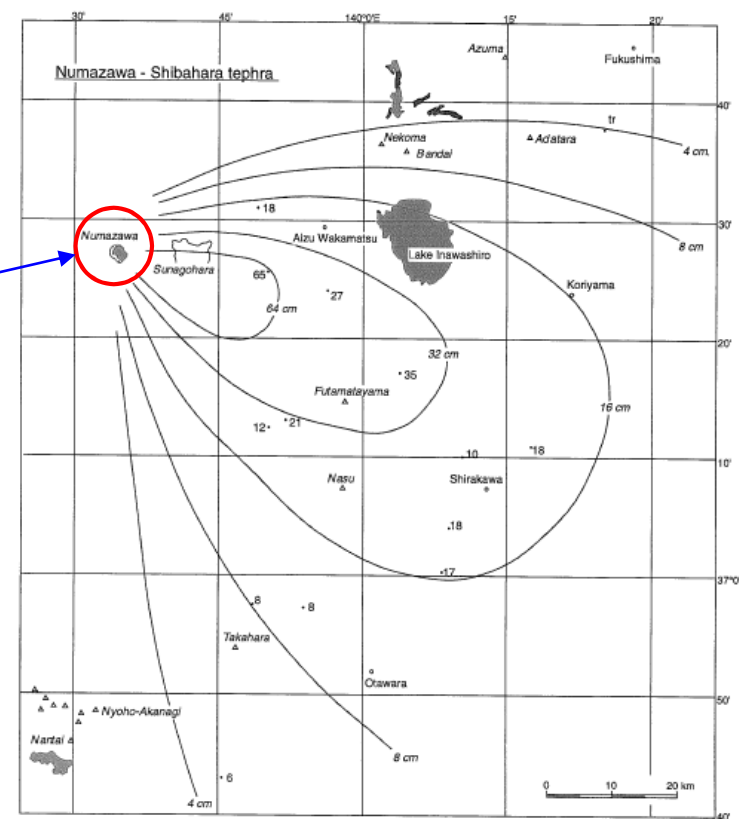 30'
45'
140°0'E
15'
20'
Azuma
Fukushima
Numazawa - Shibahara tephra
40'
tr
Nekoma
Adatara
Bandai
4 cm.
18
30'
Numazawa
Aizu Wakamatsu
8 cm
Sunagohara
Lake Inawashiro
65
27
Koriyama
64 cm
20'
32 cm
35
Futamatayama
16 cm
12
21
10
18
10'
Nasu
Shirakawa
18
17
37°0
8
8
Takahara
Otawara
50'
Nyoho-Akanagi
Nantai
8 cm
6
4 cm
0 10 20 km
40'